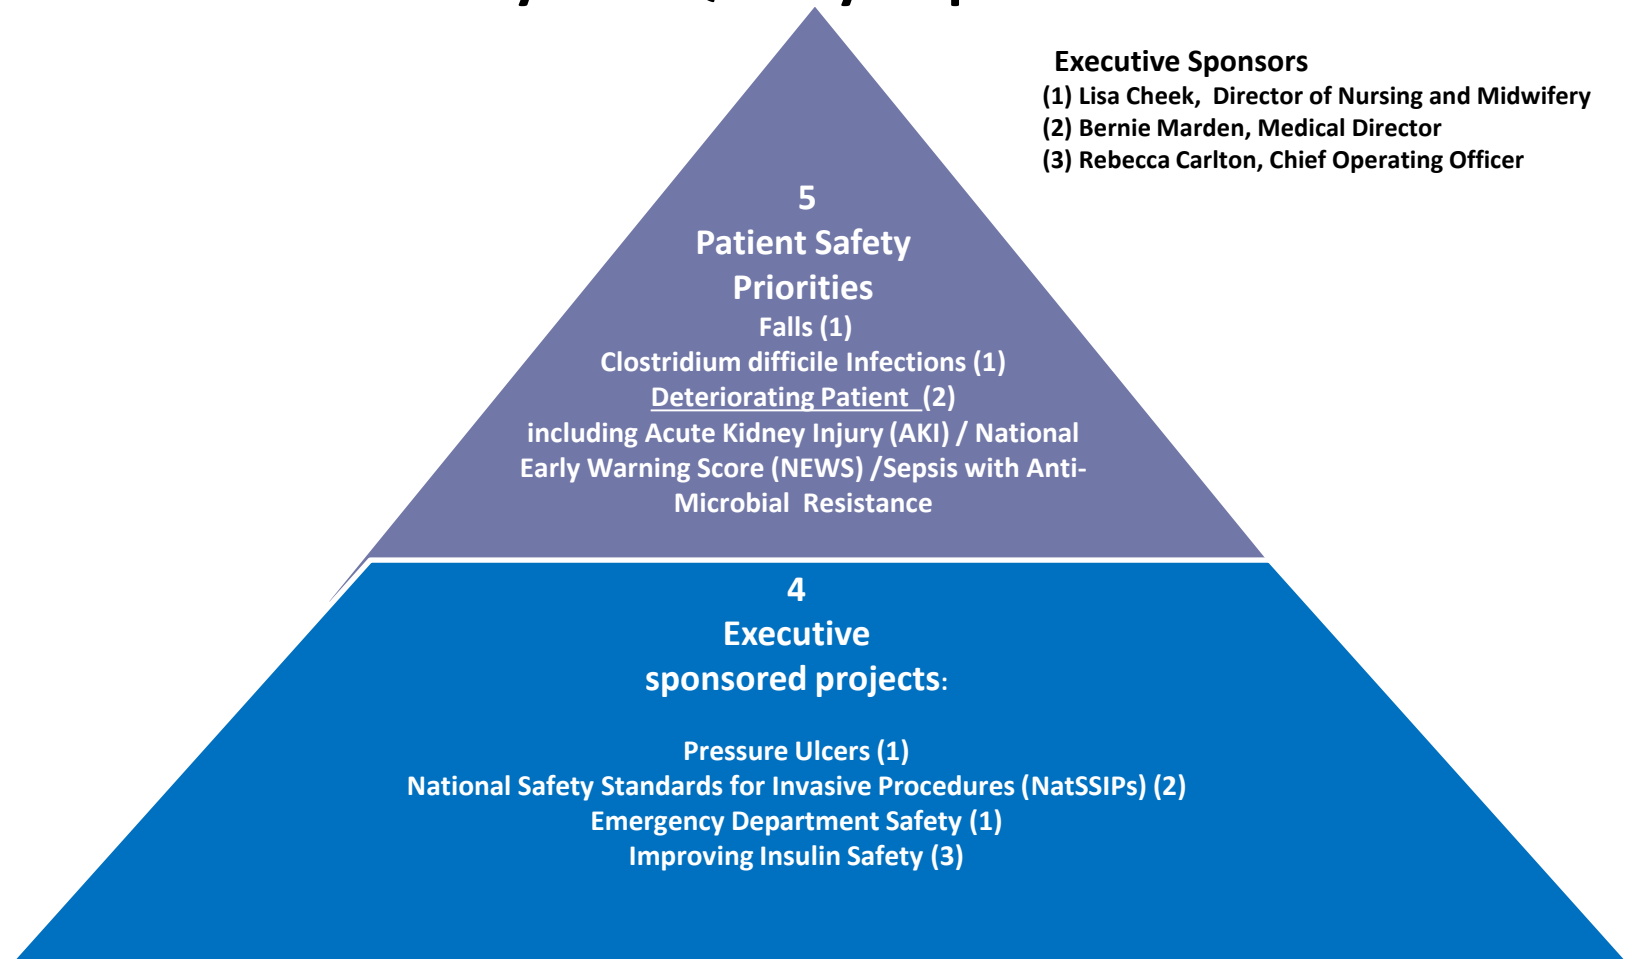 Executive Sponsors
(1) Lisa Cheek, Director of Nursing and Midwifery
(2) Bernie Marden, Medical Director
(3) Rebecca Carlton, Chief Operating Officer
5
Patient Safety
Priorities
Falls (1)
Clostridium difficile Infections (1)
Deteriorating Patient (2)
including Acute Kidney Injury (AKI) / National
Early Warning Score (NEWS) /Sepsis with Anti-
Microbial Resistance
4
Executive
sponsored projects:
Pressure Ulcers (1)
National Safety Standards for Invasive Procedures (NatSSIPs) (2)
Emergency Department Safety (1)
Improving Insulin Safety (3)